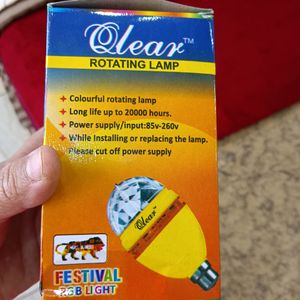 Qlear™
ROTATING LAMP
Colourful rotating lamp
Long life up to 20000 hours.
Power supply/input:85v-260v
While Installing or replacing the lamp.
Please cut off power supply
Qlear
FESTIVAL
RGB LIGHT